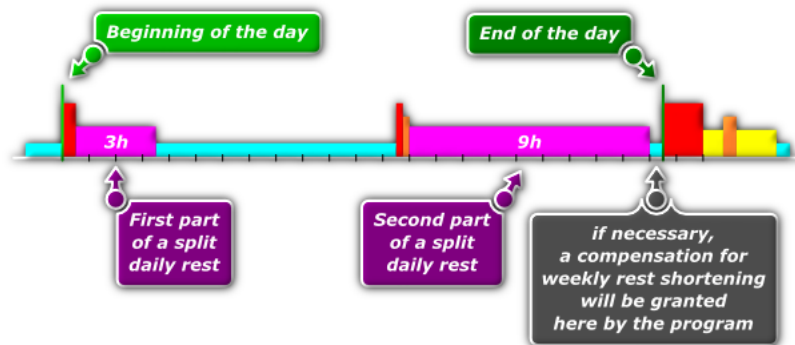 Beginning of the day
End of the day
3h
9h
First part
of a split
daily rest
Second part
of a split
daily rest
if necessary,
a compensation for
weekly rest shortening
will be granted
here by the program